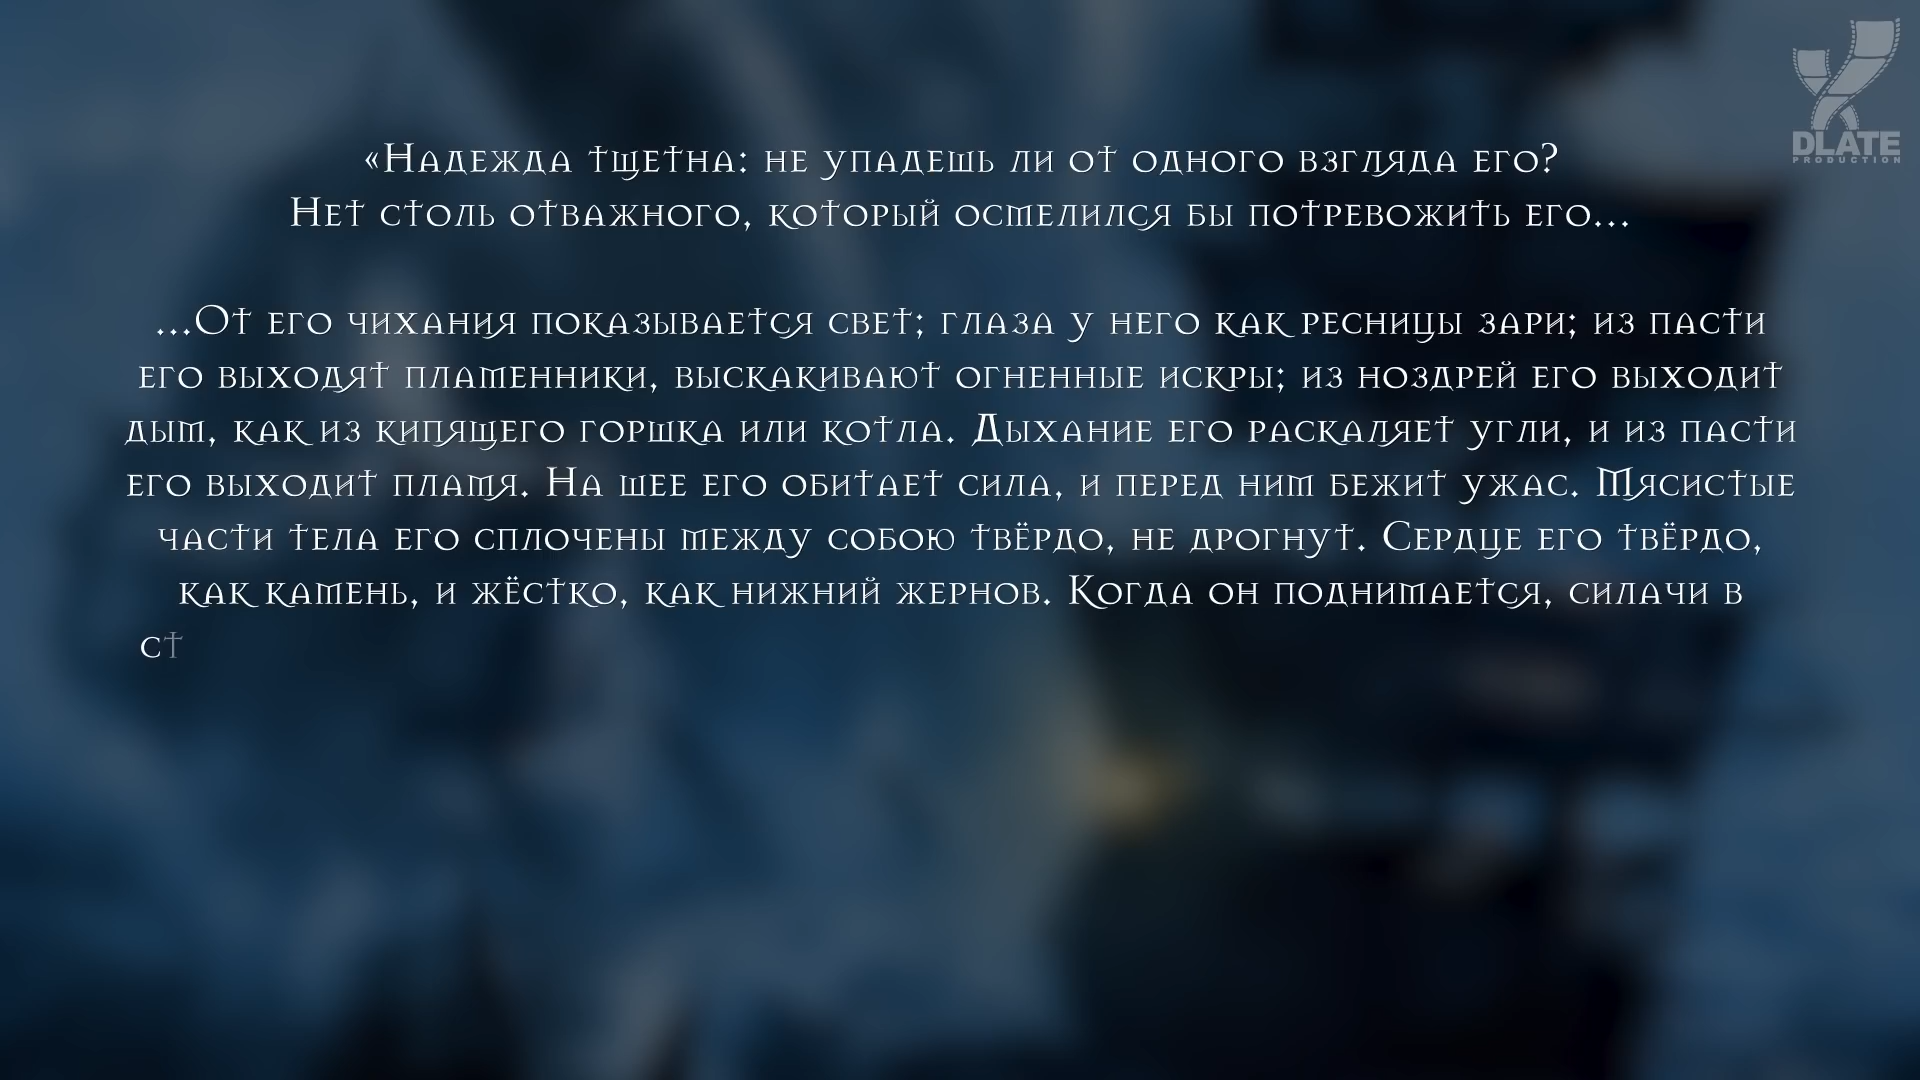 «Надежда тщетна: не упадешь ли от одного взгляда его?
Нет столь отважного, который осмелился бы потревожить его...
...От его чихания показывается свет; глаза у него как ресницы зари; из пасти
его выходят пламенники, выскакивают огненные искры; из ноздрей его выходит
дым, как из кипящего горшка или котла. Дыхание его раскаляет угли, и из пасти
его выходит пламя. На шее его обитает сила, и перед ним бежит ужас. Мясистые
части тела его сплочены между собою твёрдо, не дрогнут. Сердце его твёрдо,
как камень, и жёстко, как нижний жернов. Когда он поднимается, силачи в
ст
DLATE
PRODUCTION